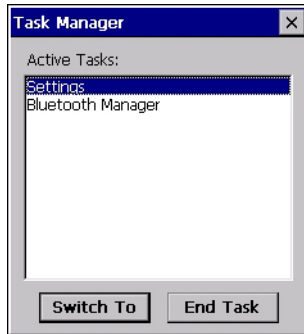 Task Manager
Active Tasks:
Settings
Bluetooth Manager
Switch To
End Task